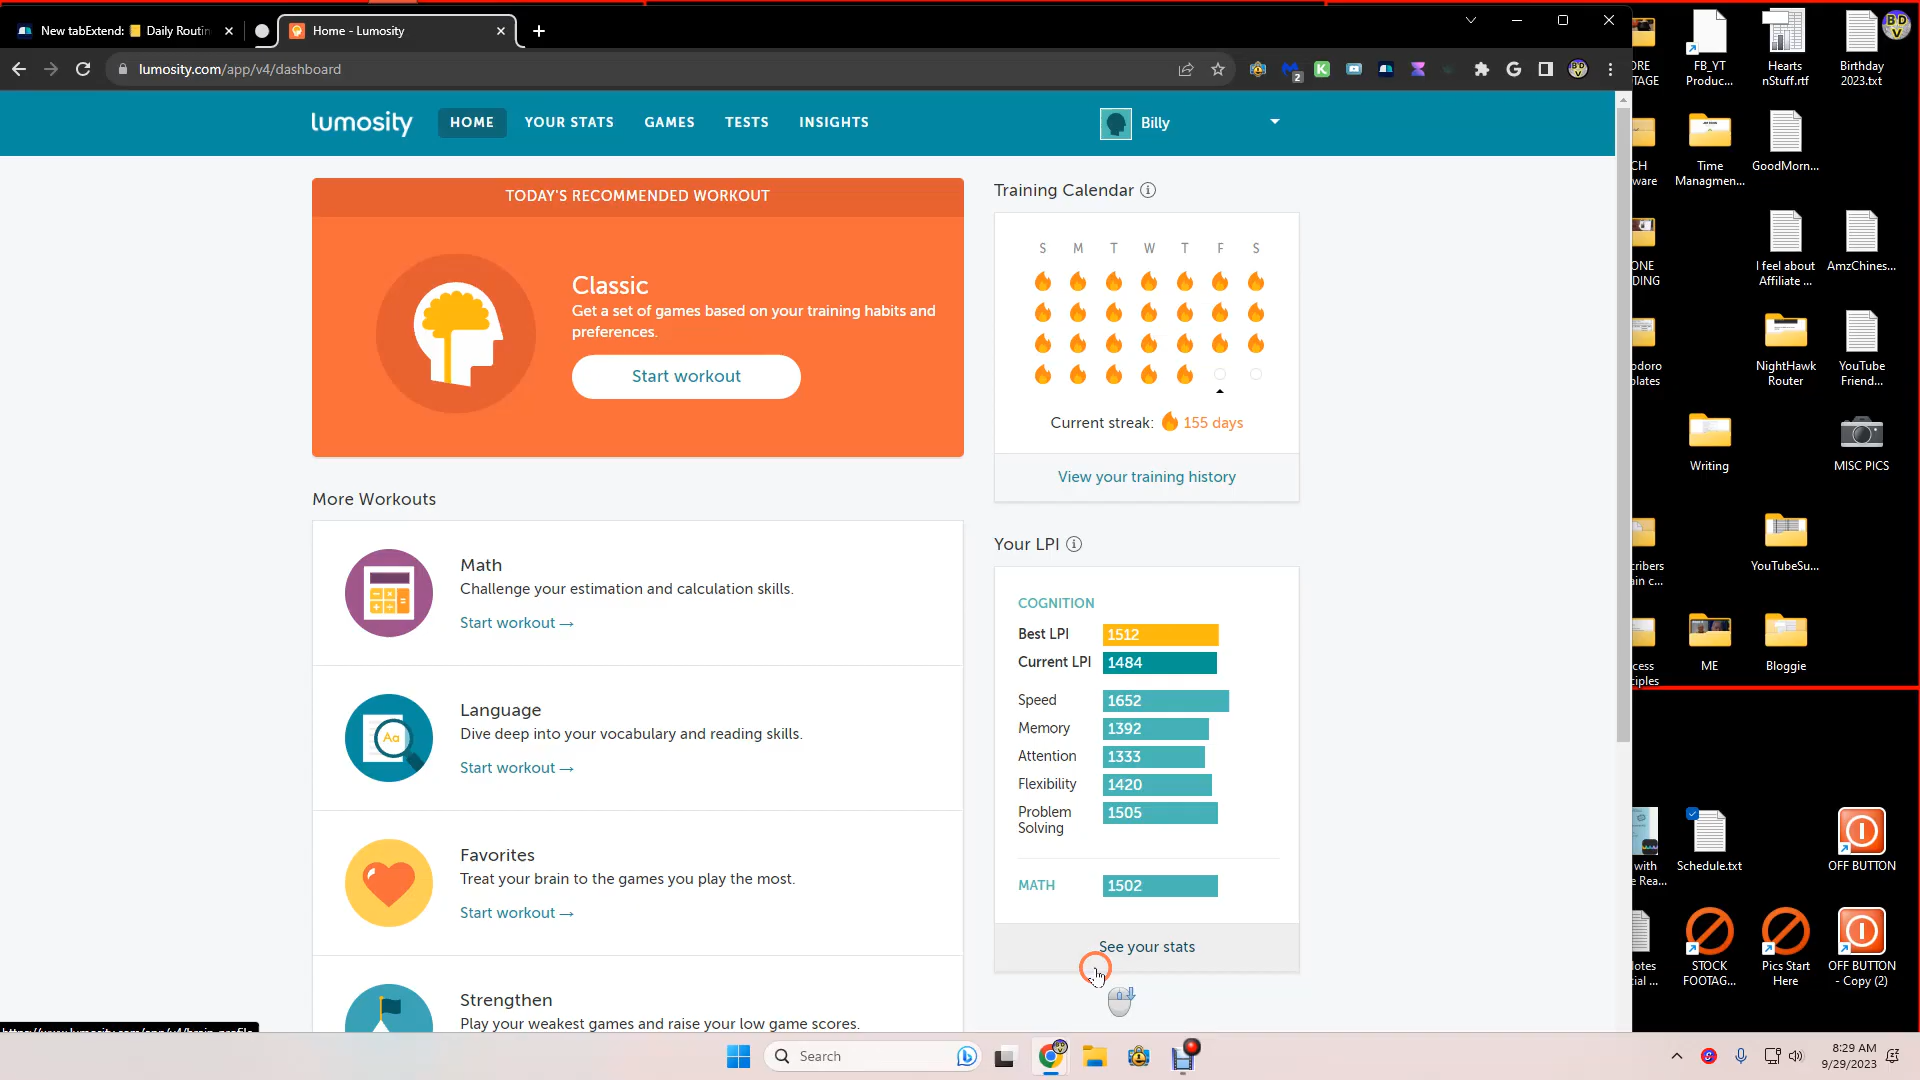 New tabExtend: Daily Routin
Home - Lumosity
lumosity.com/app/v4/dashboard
2
lumosity
HOME
YOUR STATS
GAMES
TESTS
INSIGHTS
Billy
TODAY'S RECOMMENDED WORKOUT
Classic
Get a set of games based on your training habits and
preferences.
Start workout
More Workouts
Math
Challenge your estimation and calculation skills.
Start workout →
Language
Dive deep into your vocabulary and reading skills.
Start workout →
Favorites
Treat your brain to the games you play the most.
Start workout →
Strengthen
Play your weakest games and raise your low game scores.
Training Calendar
S M T W T F S
Current streak: 155 days
View your training history
Your LPI
COGNITION
Best LPI 1512
Current LPI 1484
Speed 1652
Memory 1392
Attention 1333
Flexibility 1420
Problem
Solving 1505
MATH 1502
See your stats
FB_YT
Produc...
Hearts
nStuff.rtf
Birthday
2023.txt
Time
Managmen...
GoodMorn...
I feel about
Affiliate ...
AmzChines...
NightHawk
Router
YouTube
Friend...
Writing
MISC PICS
YouTubeSu...
ME
Bloggie
Schedule.txt
OFF BUTTON
STOCK
FOOTAG...
Pics Start
Here
OFF BUTTON
- Copy (2)
Search
8:29 AM
9/29/2023